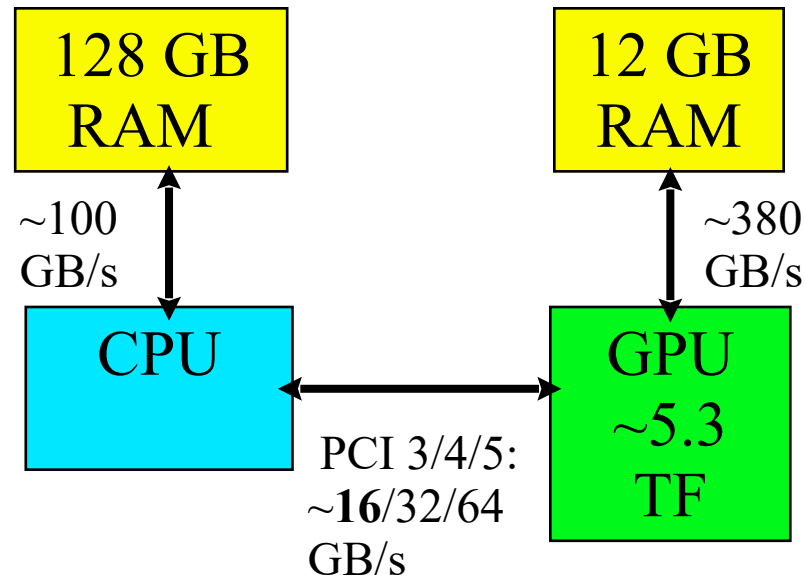 128 GB
RAM
12 GB
RAM
~100
GB/s
~380
GB/s
CPU
GPU
~5.3
TF
PCI 3/4/5:
~16/32/64
GB/s